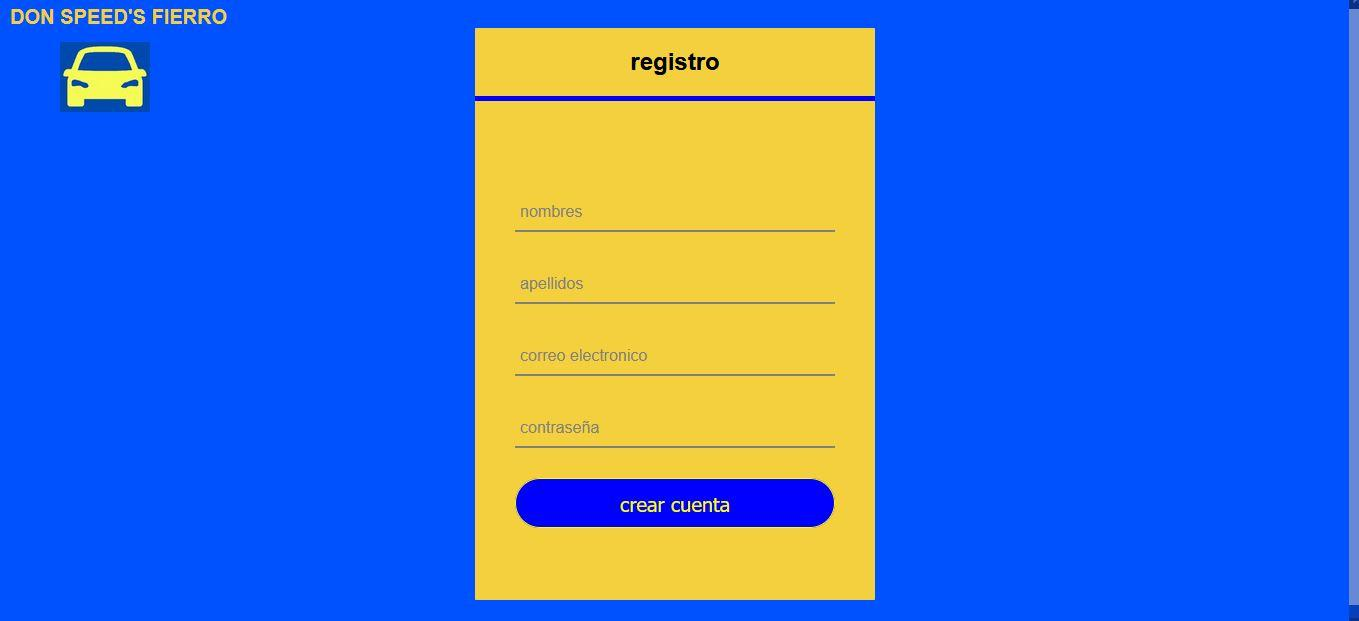 DON SPEED'S FIERRO
registro
nombres
apellidos
correo electronico
contraseña
crear cuenta